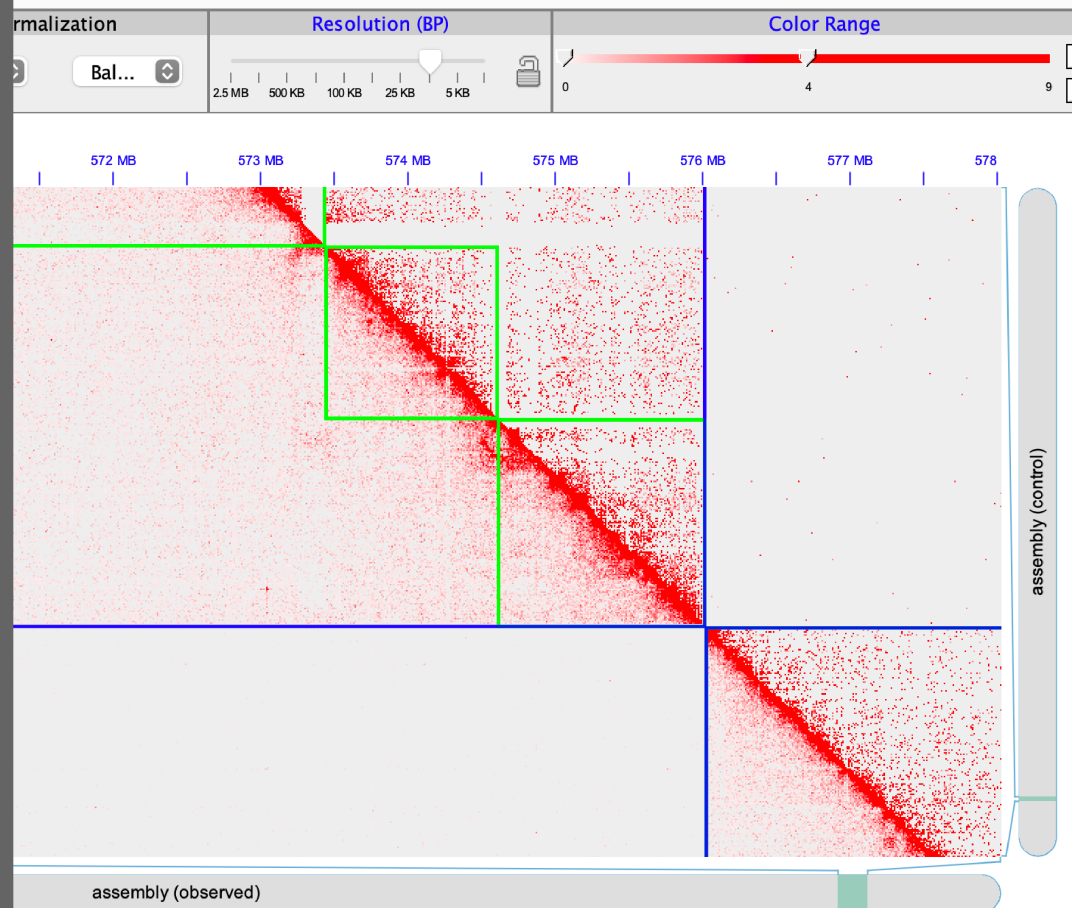 rmalization
Resolution (BP)
Color Range
Bal...
2.5 MB 500 KB 100 KB 25 KB 5 KB
0 4 9
572 MB 573 MB 574 MB 575 MB 576 MB 577 MB 578
assembly (control)
assembly (observed)